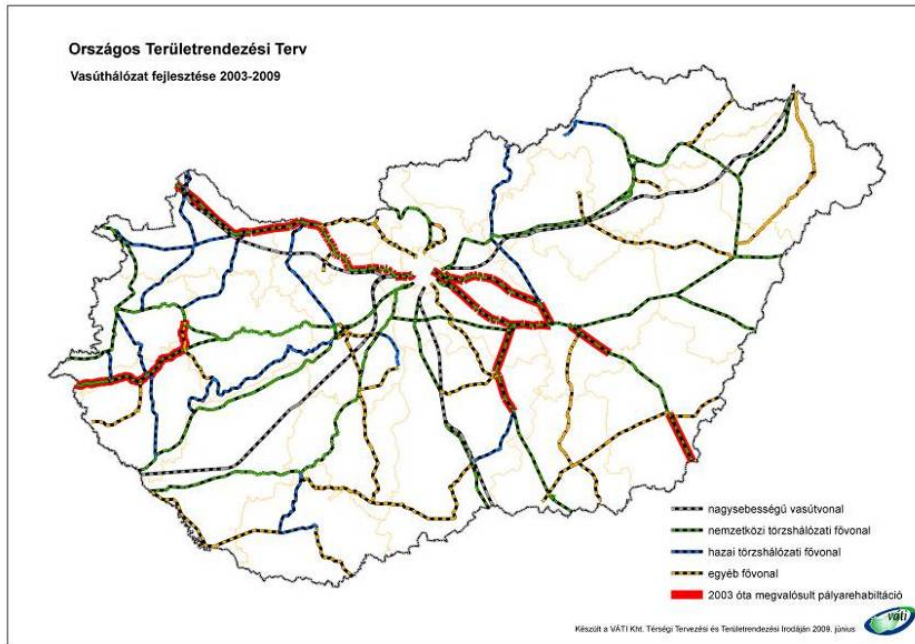 Országos Területrendezési Terv
Vasúthálózat fejlesztése 2003-2009
nagysebességű vasútvonal
nemzetközi törzshálózati fővonal
hazai törzshálózati fővonal
egyéb fővonal
2003 óta megvalósult pályarehabiltáció
Készült a VÁTI Kht. Térségi Tervezési és Területrendezési Irodáján 2009. június
váti